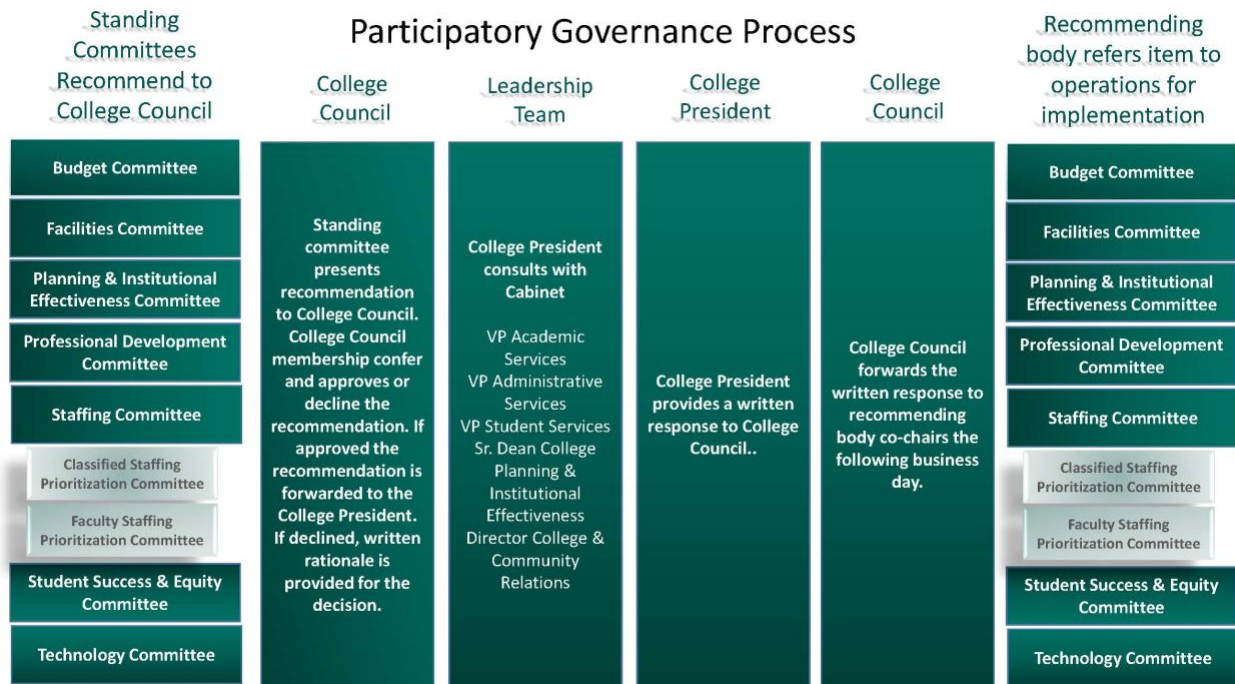 Participatory Governance Process
Standing
Committees
Recommend to
College Council
Budget Committee
Facilities Committee
Planning & Institutional
Effectiveness Committee
Professional Development
Committee
Staffing Committee
Classified Staffing
Prioritization Committee
Faculty Staffing
Prioritization Committee
Student Success & Equity
Committee
Technology Committee
College
Council
Standing
committee
presents
recommendation
to College Council.
College Council
membership confer
and approves or
decline the
recommendation. If
approved the
recommendation is
forwarded to the
College President.
If declined, written
rationale is
provided for the
decision.
Leadership
Team
College President
consults with
Cabinet
VP Academic
Services
VP Administrative
Services
VP Student Services
Sr. Dean College
Planning &
Institutional
Effectiveness
Director College &
Community
Relations
College
President
College President
provides a written
response to College
Council..
College
Council
College Council
forwards the
written response to
recommending
body co-chairs the
following business
day.
Recommending
body refers item to
operations for
implementation
Budget Committee
Facilities Committee
Planning & Institutional
Effectiveness Committee
Professional Development
Committee
Staffing Committee
Classified Staffing
Prioritization Committee
Faculty Staffing
Prioritization Committee
Student Success & Equity
Committee
Technology Committee